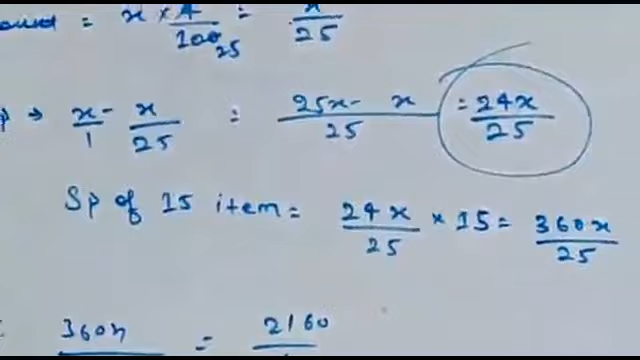 = x × 4/100 25 = x/25
→ x/1 - x/25 = 25x - x/25 = 24x/25
Sp of 15 item = 24x/25 × 15 = 360x/25
360x = 2160